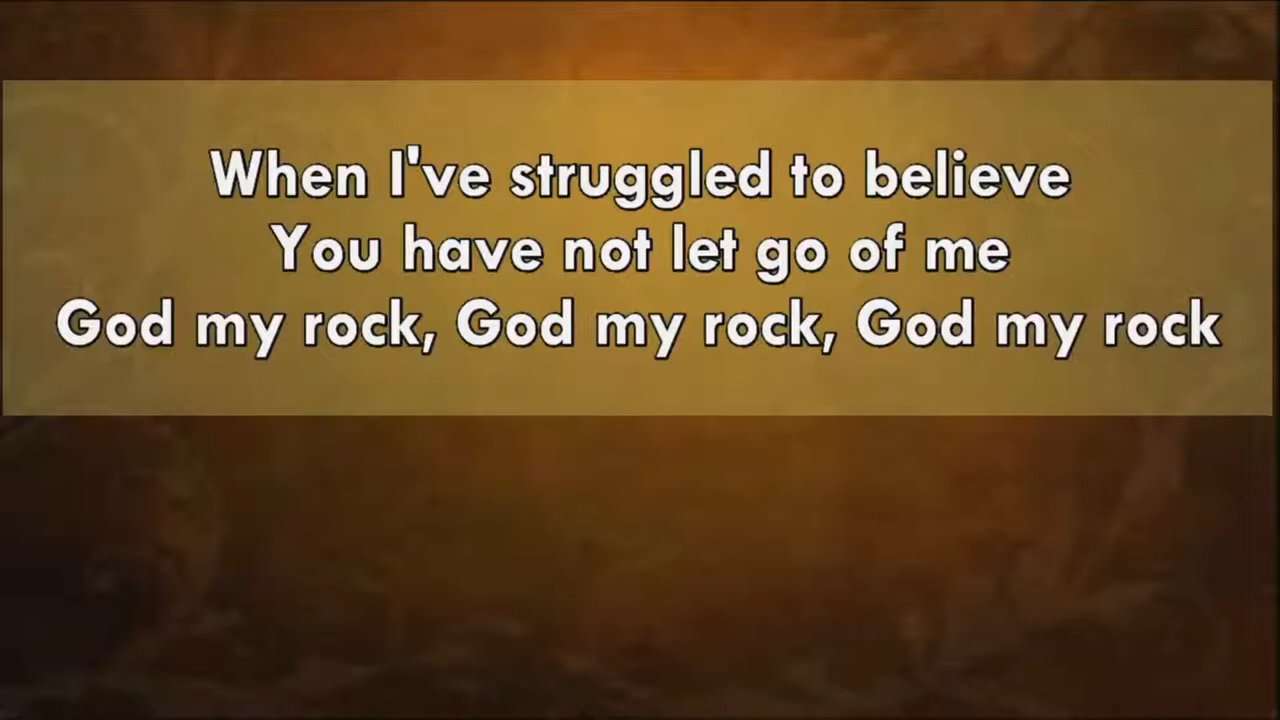 When I've struggled to believe
You have not let go of me
God my rock, God my rock, God my rock